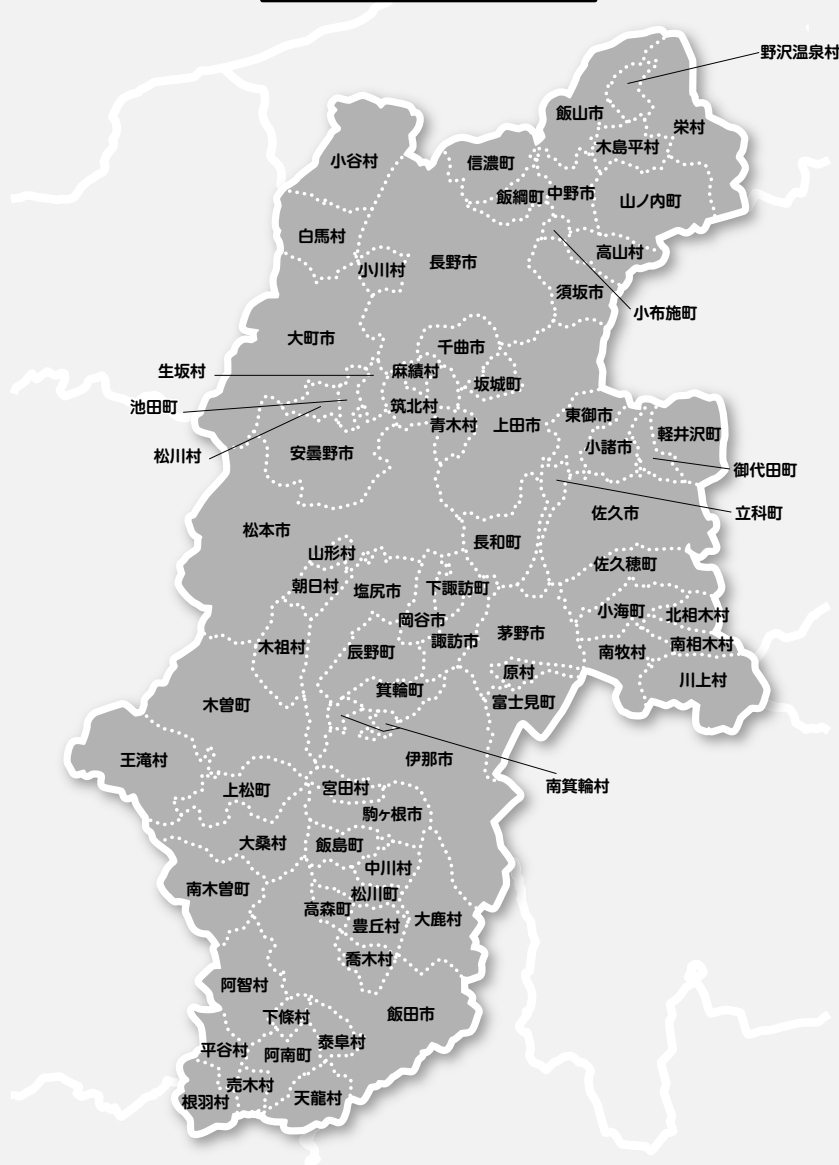 野沢温泉村
飯山市
栄村
木島平村
小谷村
信濃町
飯綱町
中野市
山ノ内町
白馬村
高山村
小川村
長野市
須坂市
小布施町
大町市
千曲市
生坂村
麻績村
坂城町
池田町
筑北村
東御市
青木村
上田市
軽井沢町
松川村
安曇野市
小諸市
御代田町
立科町
佐久市
松本市
長和町
山形村
佐久穂町
朝日村
塩尻市
下諏訪町
小海町
北相木村
岡谷市
茅野市
諏訪市
南相木村
木祖村
辰野町
南牧村
原村
川上村
箕輪町
富士見町
木曽町
王滝村
伊那市
南箕輪村
上松町
宮田村
駒ヶ根市
大桑村
飯島町
中川村
南木曽町
松川町
高森町
大鹿村
豊丘村
喬木村
阿智村
下條村
飯田市
泰阜村
平谷村
阿南町
売木村
天龍村
根羽村